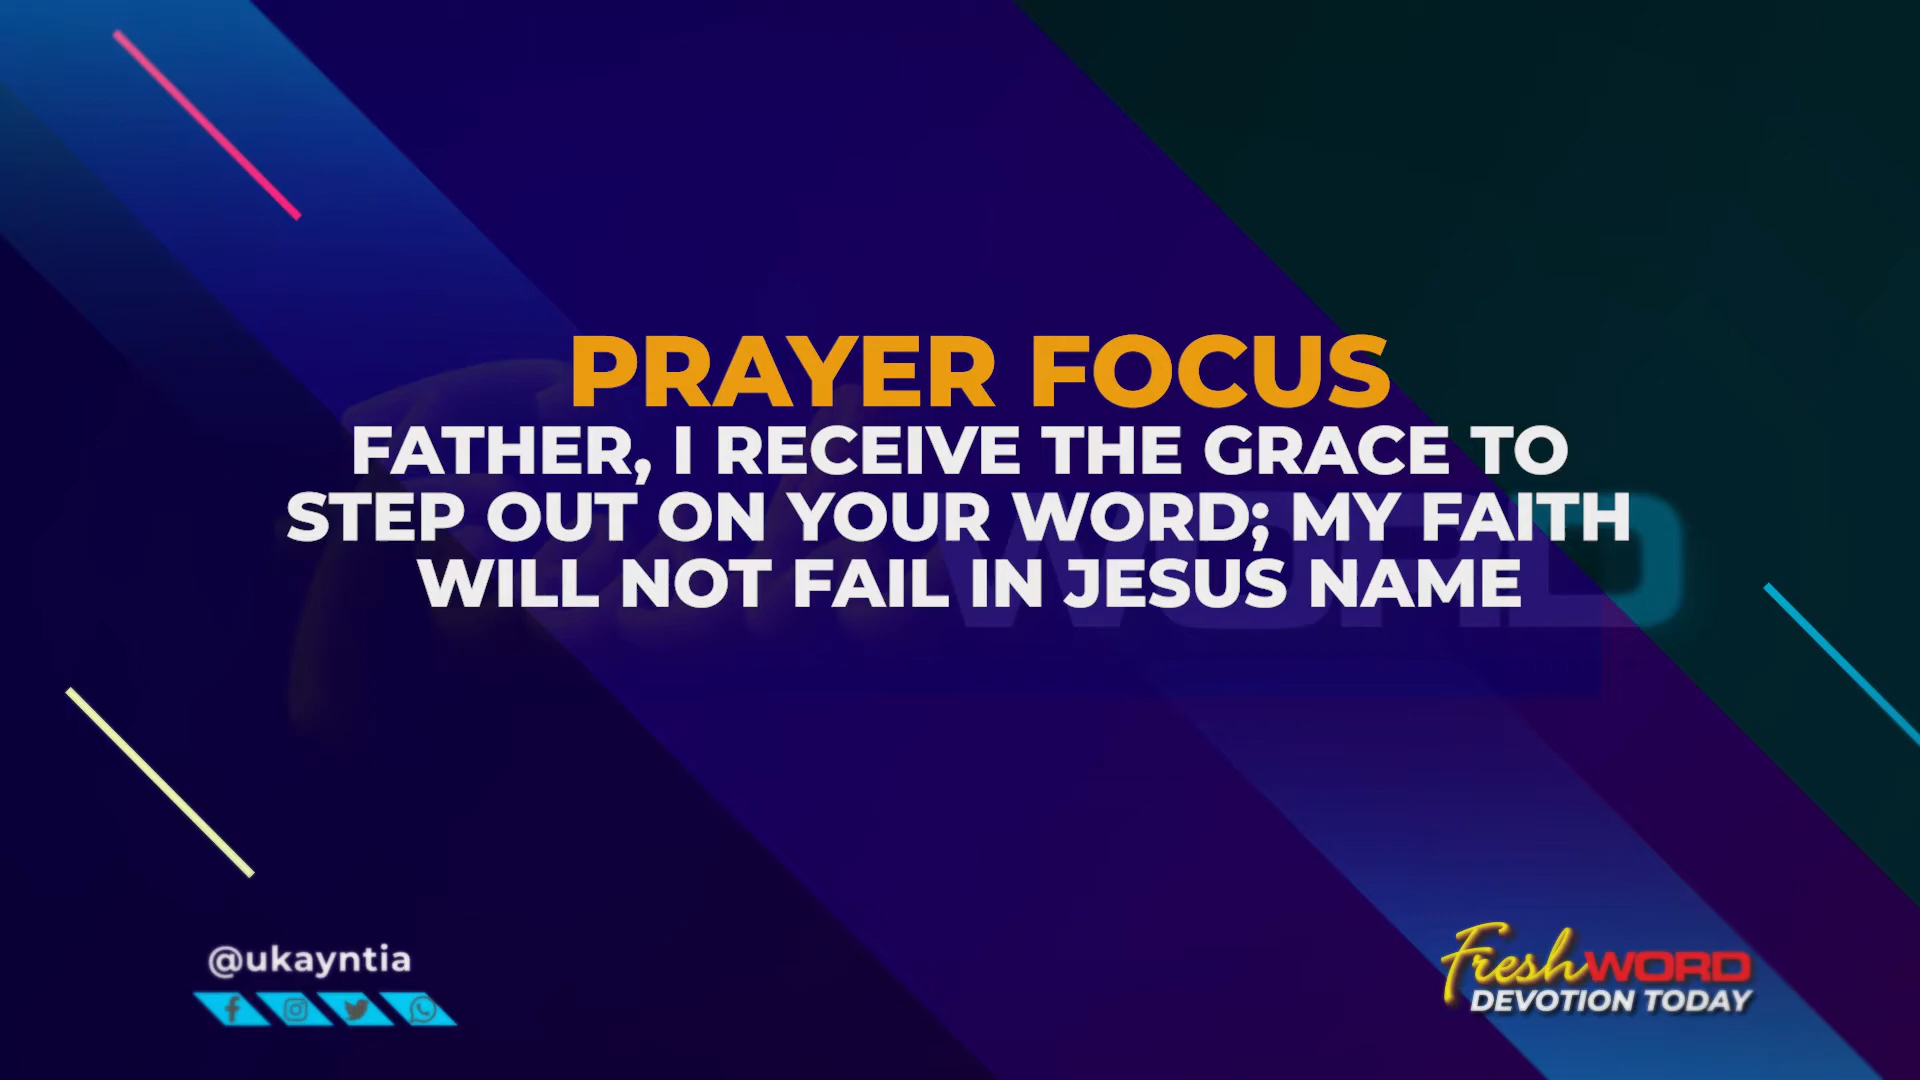 PRAYER FOCUS
FATHER, I RECEIVE THE GRACE TO
STEP OUT ON YOUR WORD; MY FAITH
WILL NOT FAIL IN JESUS NAME
WORD
@ukayntia
FreshWORD
DEVOTION TODAY